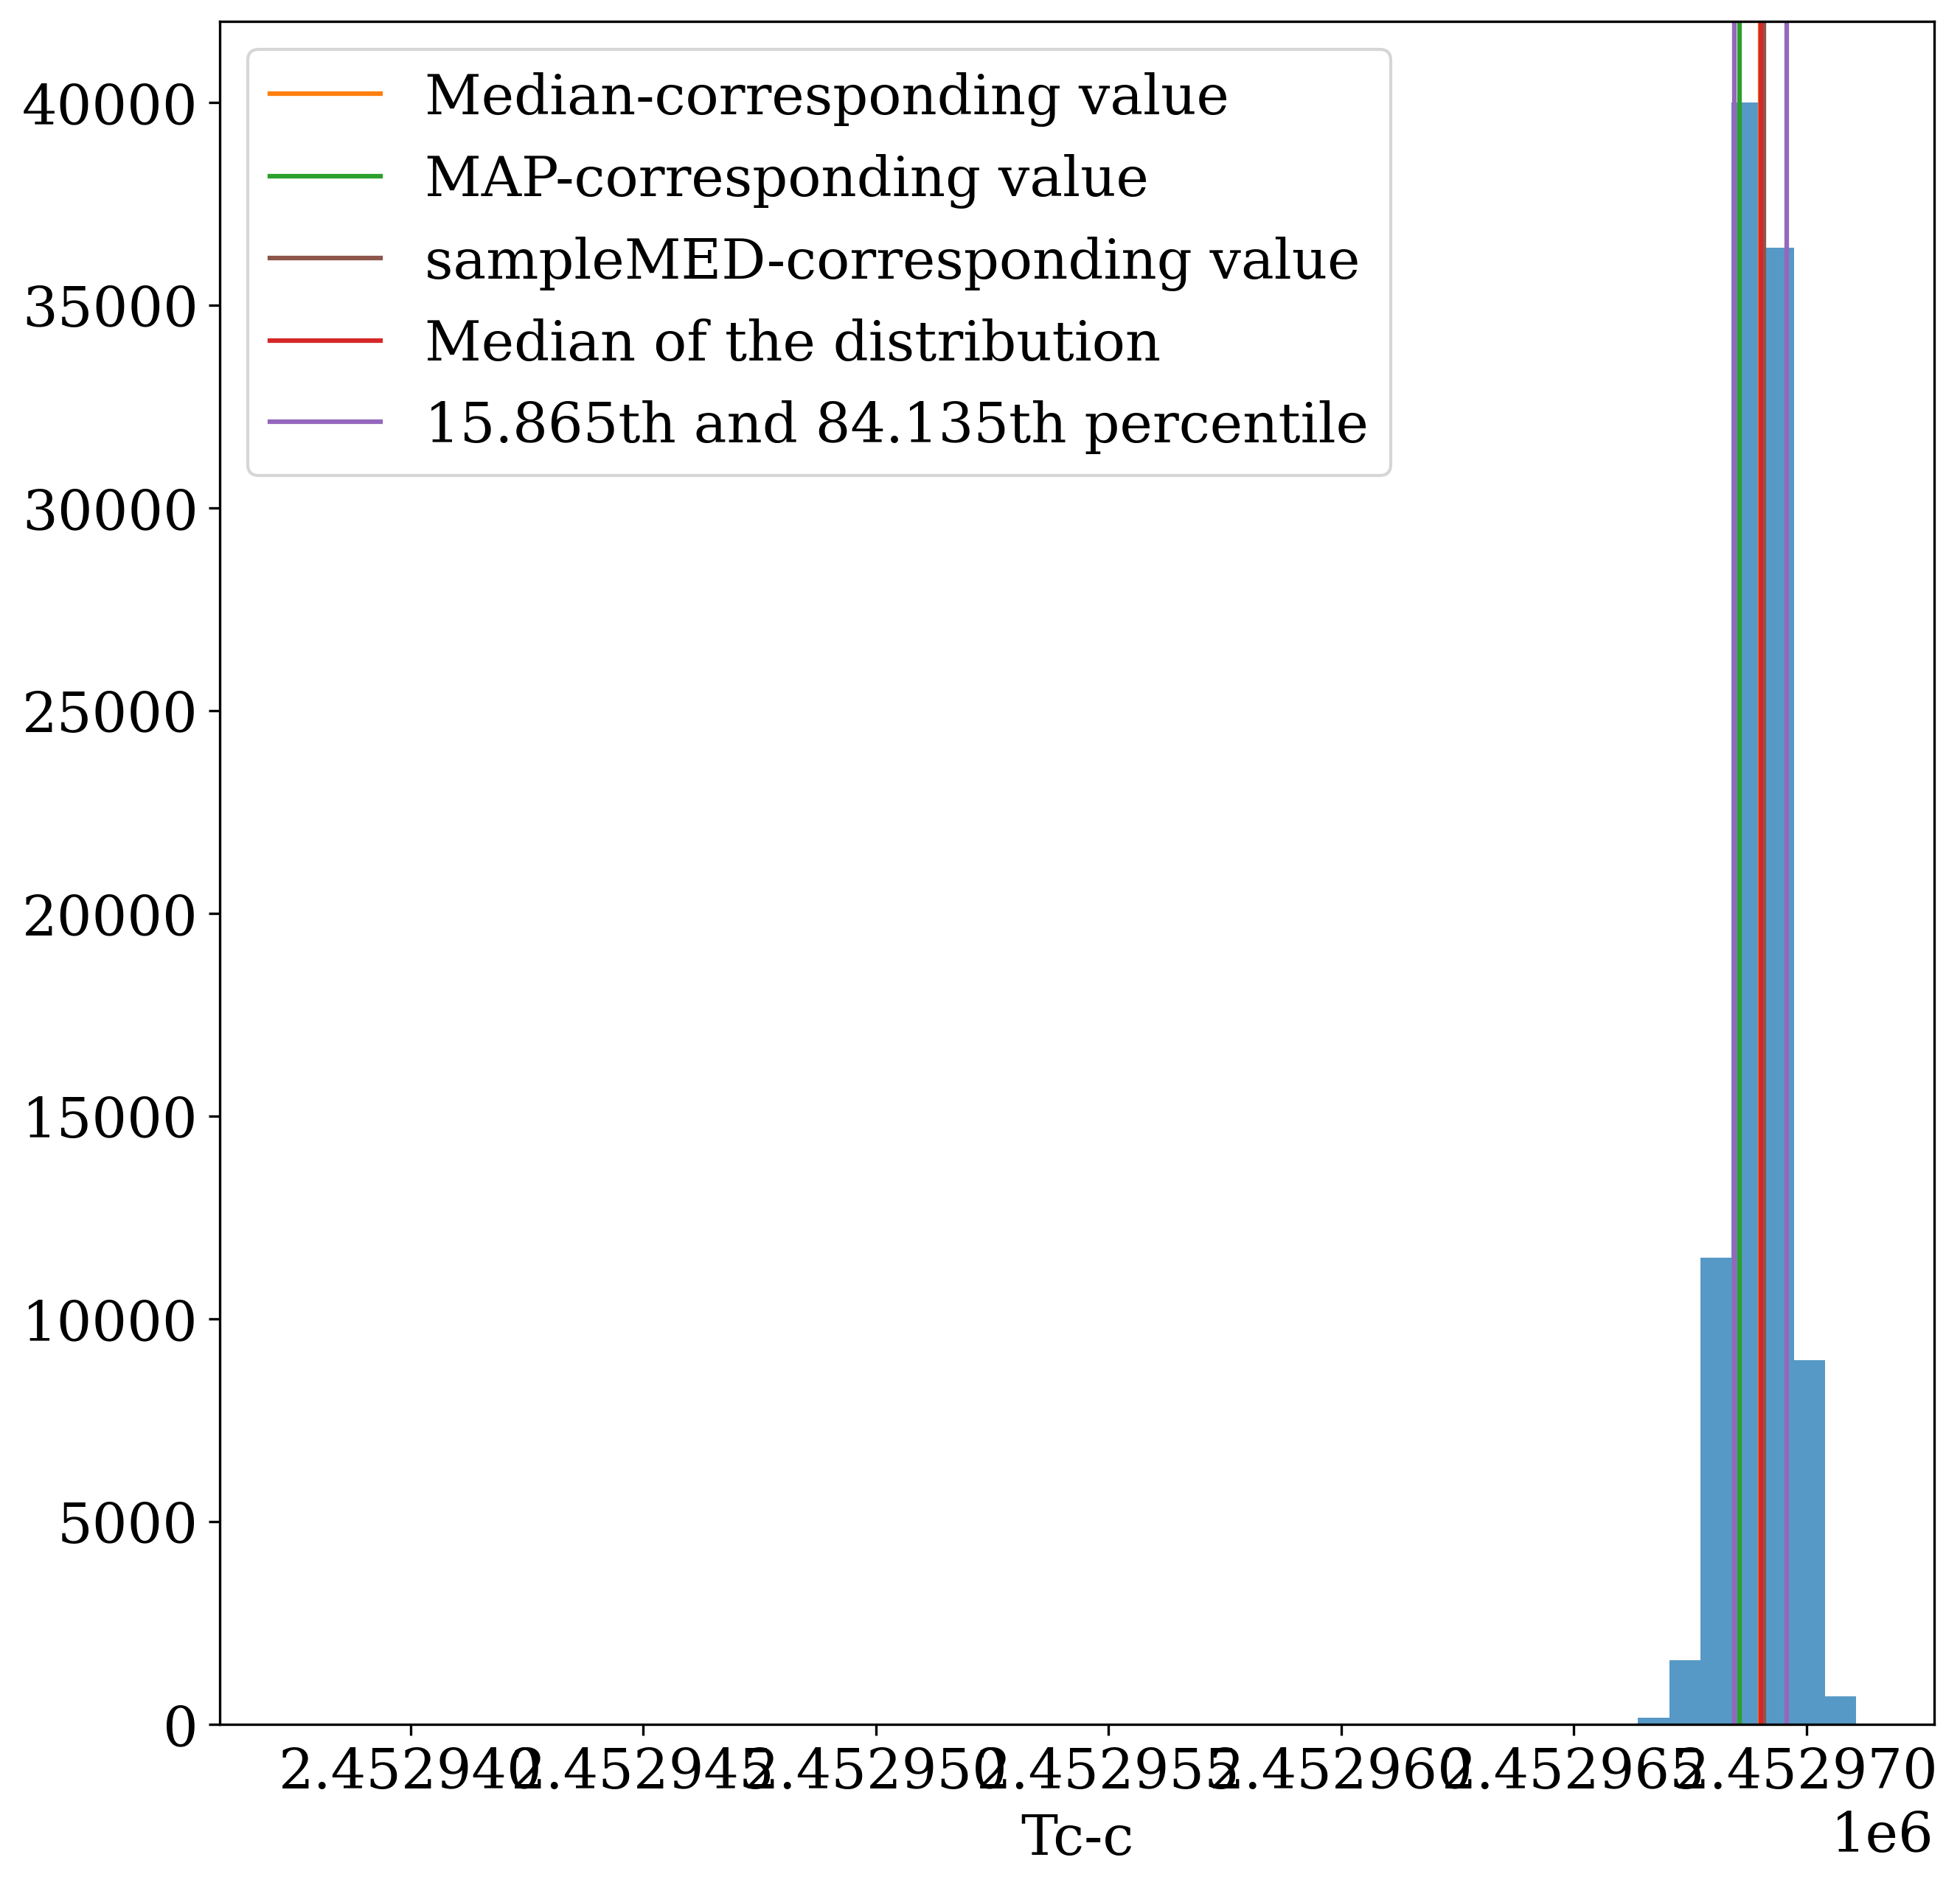 Median-corresponding value
MAP-corresponding value
sampleMED-corresponding value
Median of the distribution
15.865th and 84.135th percentile
40000
35000
30000
25000
20000
15000
10000
5000
0
2.452940 2.452945 2.452950 2.452955 2.452960 2.452965 2.452970
Tc-c
1e6